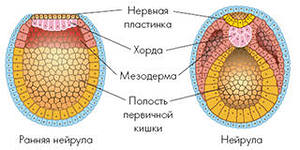 Нервная
пластинка
Хорда
Мезодерма
Полость
первичной
кишки
Ранняя нейрула
Нейрула